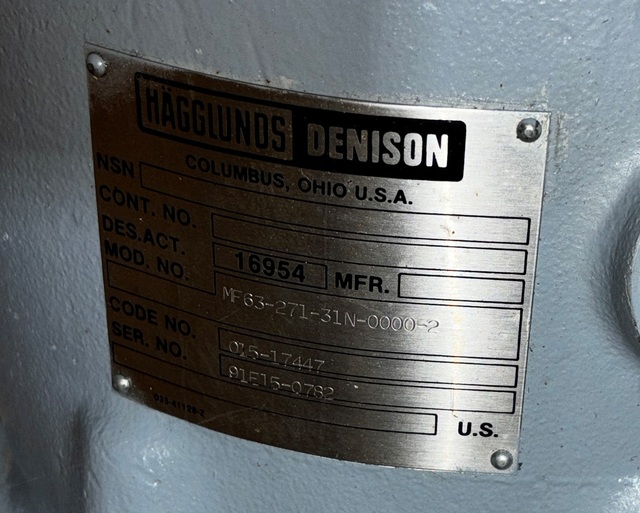 HÄGGLUNDS DENISON
COLUMBUS, OHIO U.S.A.
NSN
CONT. NO.
DES.ACT. 16954 MFR.
MOD. NO. MF63-271-31N-0000-2
CODE NO. 015-17447
SER. NO. 91E15-0782
U.S.